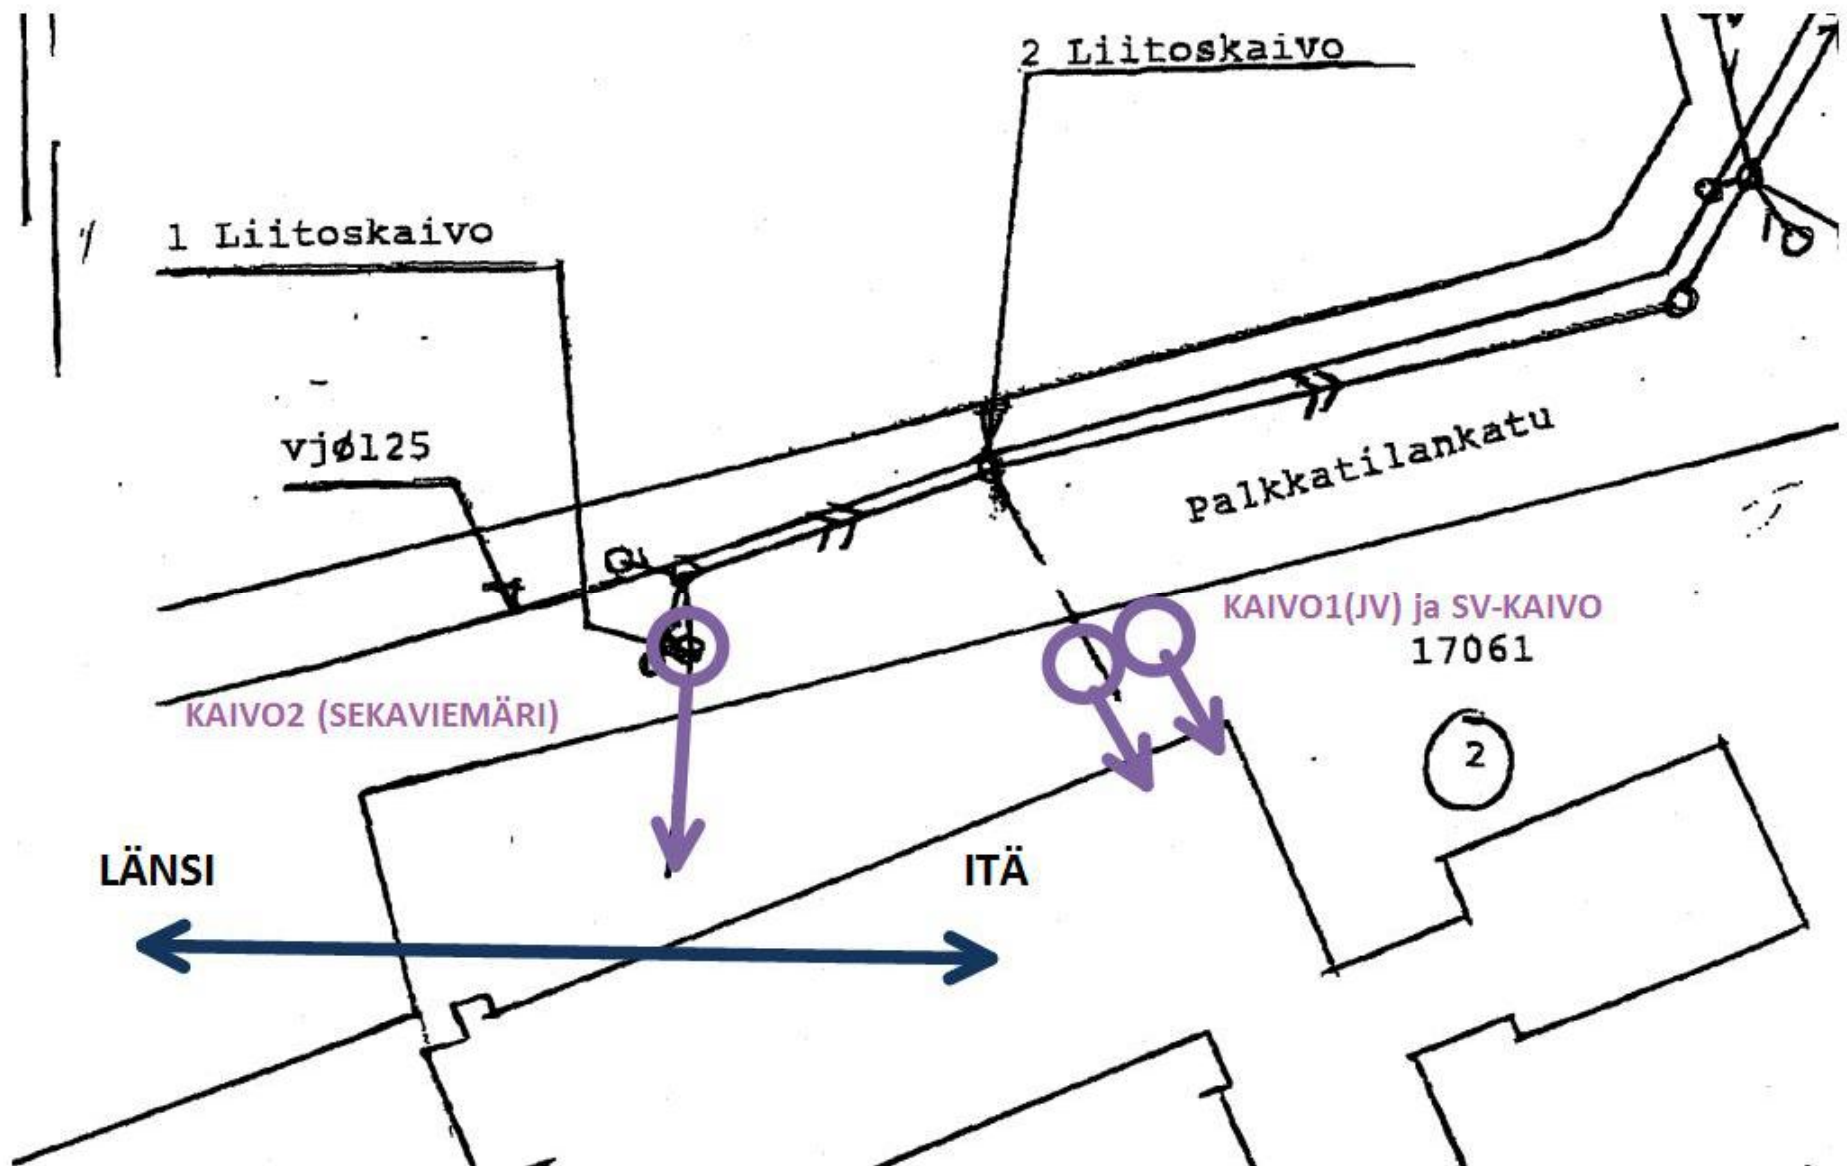 2 Liitoskaivo
1 Liitoskaivo
vjø125
Palkkatilankatu
KAIVO1(JV) ja SV-KAIVO
17061
KAIVO2 (SEKAVIEMÄRI)
2
LÄNSI
ITÄ